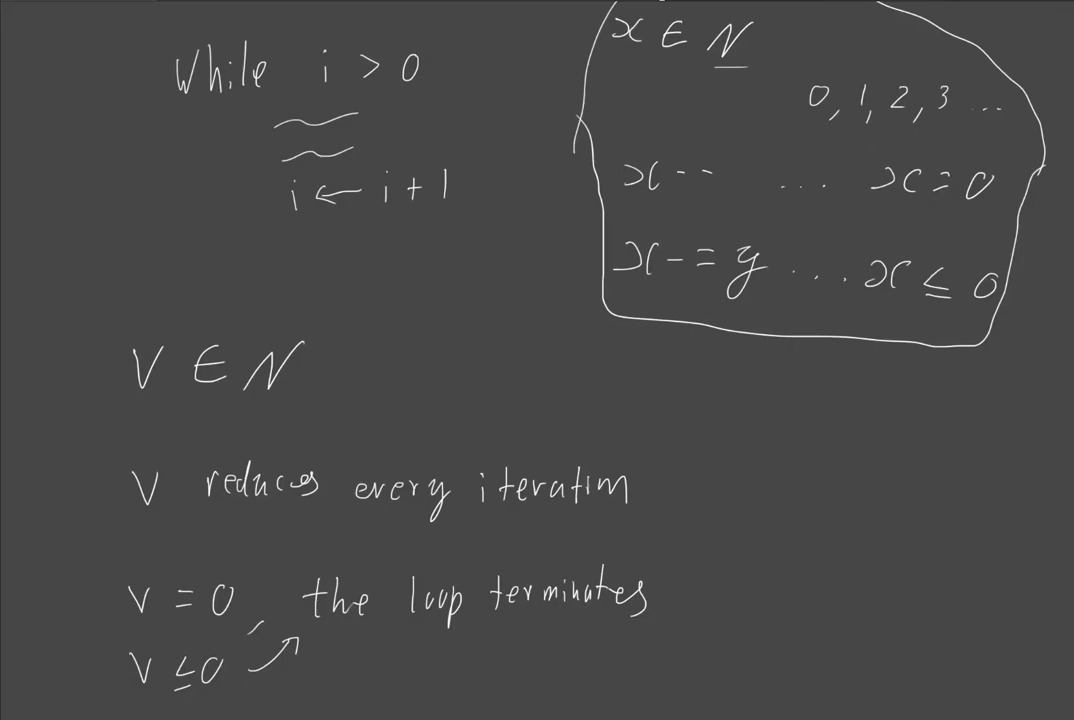 While i > 0
i ← i + 1
x ∈ N
0, 1, 2, 3 ...
x-- ... x = 0
x -= y ... x ≤ 0
V ∈ N
V reduces every iteration
V = 0, the loop terminates
V ≤ 0